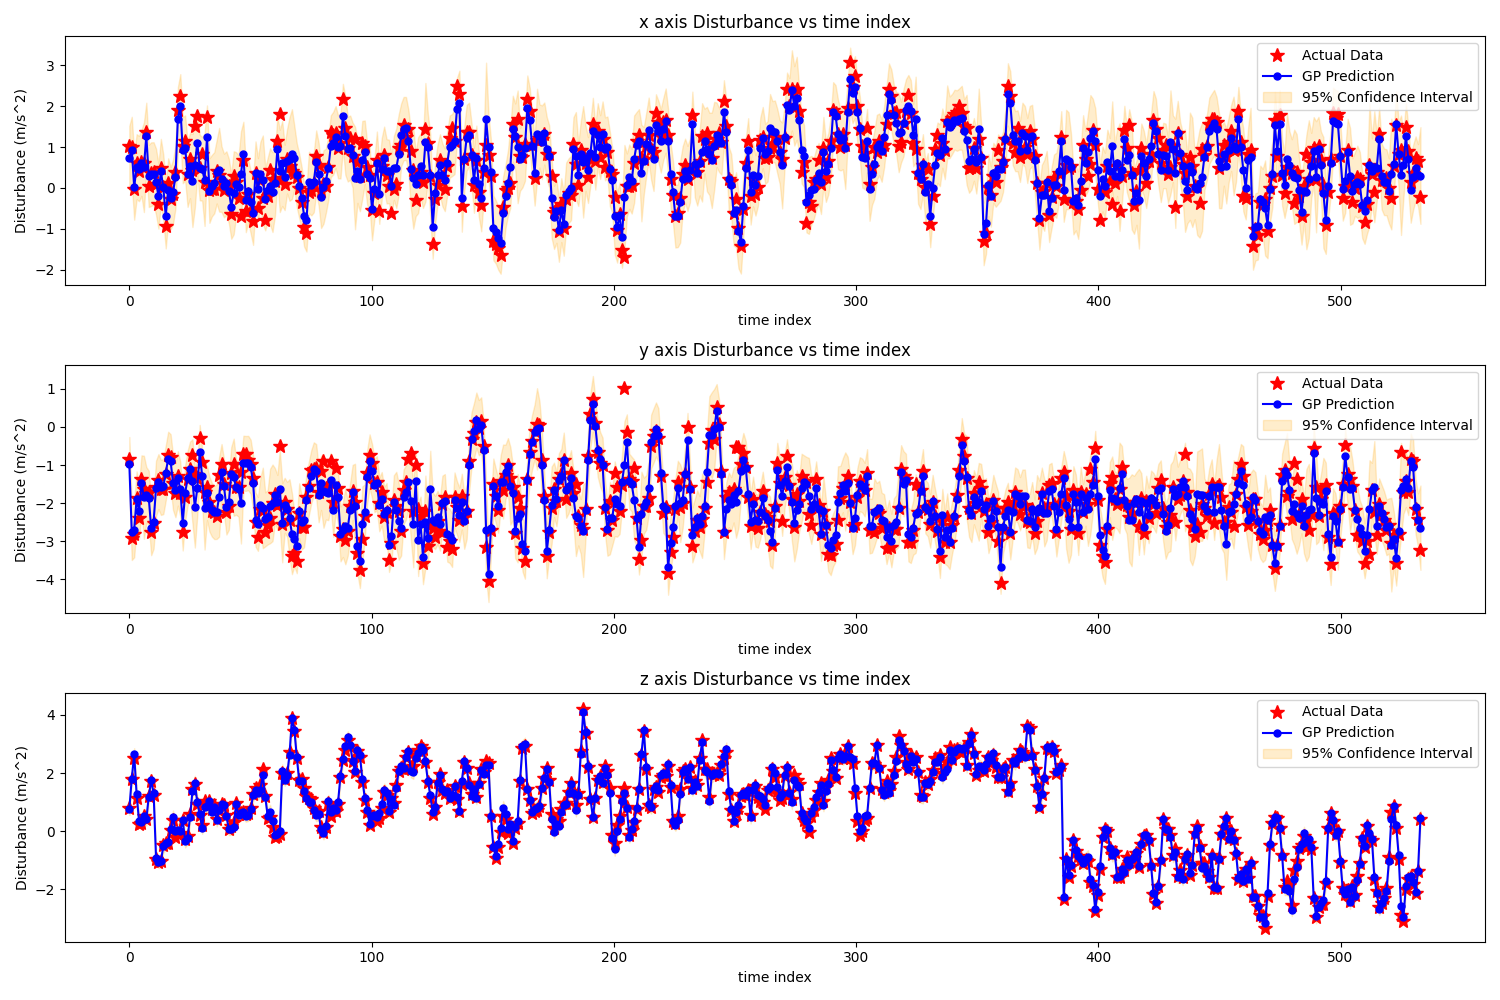 x axis Disturbance vs time index
Disturbance (m/s^2)
3
2
1
0
−1
−2
Actual Data
GP Prediction
95% Confidence Interval
0 100 200 300 400 500
time index
y axis Disturbance vs time index
Disturbance (m/s^2)
1
0
−1
−2
−3
−4
Actual Data
GP Prediction
95% Confidence Interval
0 100 200 300 400 500
time index
z axis Disturbance vs time index
Disturbance (m/s^2)
4
2
0
−2
Actual Data
GP Prediction
95% Confidence Interval
0 100 200 300 400 500
time index